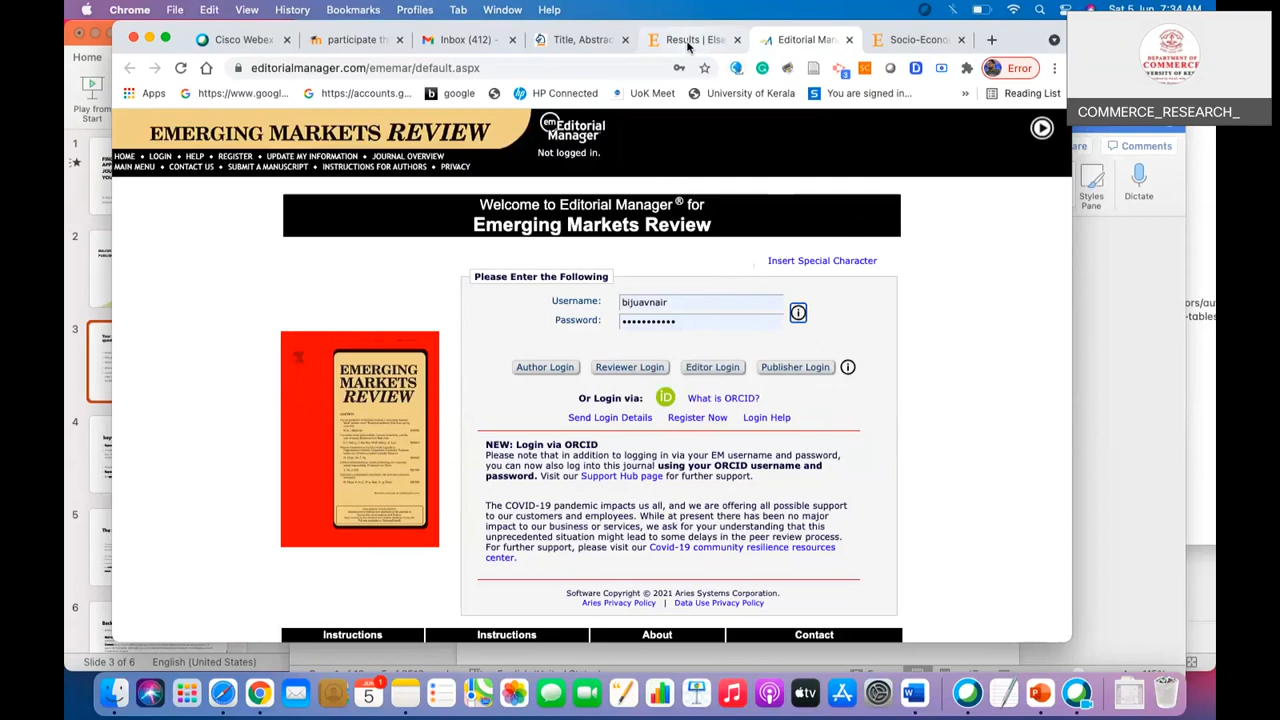 Chrome File Edit View History Bookmarks Profiles Tab Window Help
Sat 5 Jun 7:34 AM
Cisco Webex
participate th
Inbox (412) -
Title, Abstrac
Results | Else
Editorial Man
Socio-Econo
editorialmanager.com/ememar/default
Error
Apps
https://www.googl...
https://accounts.g...
google
HP Connected
UoK Meet
University of Kerala
You are signed in...
Reading List
COMMERCE_RESEARCH_
Home
Play from
Start
EMERGING MARKETS REVIEW
em Editorial
Manager
Not logged in.
HOME • LOGIN • HELP • REGISTER • UPDATE MY INFORMATION • JOURNAL OVERVIEW
MAIN MENU • CONTACT US • SUBMIT A MANUSCRIPT • INSTRUCTIONS FOR AUTHORS • PRIVACY
Comments
Styles
Pane
Dictate
Welcome to Editorial Manager® for
Emerging Markets Review
Insert Special Character
Please Enter the Following
Username: bijuavnair
Password: •••••••••••
Author Login
Reviewer Login
Editor Login
Publisher Login
Or Login via: iD What is ORCID?
Send Login Details Register Now Login Help
NEW: Login via ORCID
Please note that in addition to logging in via your EM username and password,
you can now also log into this journal using your ORCID username and
password. Visit our Support Hub page for further support.
The COVID-19 pandemic impacts us all, and we are offering all possible support
to our customers and employees. While at present there has been no major
impact to our business or services, we ask for your understanding that this
unprecedented situation might lead to some delays in the peer review process.
For further support, please visit our Covid-19 community resilience resources
center.
Software Copyright © 2021 Aries Systems Corporation.
Aries Privacy Policy | Data Use Privacy Policy
EMERGING
MARKETS
REVIEW
Instructions Instructions About Contact
1
2
3
4
5
6
Slide 3 of 6 English (United States)